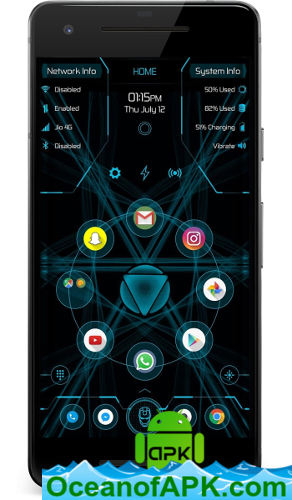 Network Info
HOME
System Info
Disabled
Enabled
Jio 4G
Disabled
01:15PM
Thu July 12
50% Used
82% Used
51% Charging
Vibrate
APK
OceanofAPK.com